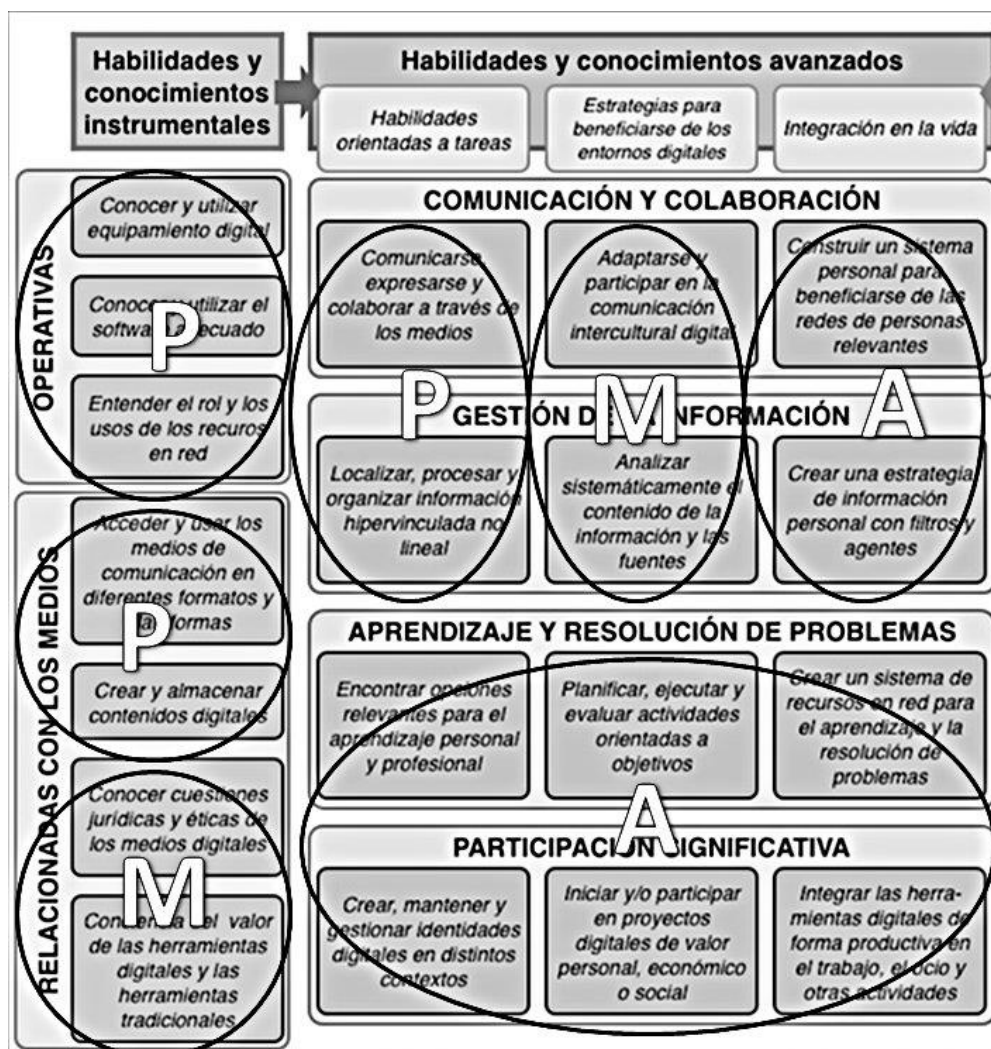 Habilidades y
conocimientos
instrumentales
Habilidades y conocimientos avanzados
Habilidades
orientadas a tareas
Estrategias para
beneficiarse de los
entornos digitales
Integración en la vida
OPERATIVAS
Conocer y utilizar
equipamiento digital
Conocer y utilizar el
software adecuado
P
Entender el rol y los
usos de los recuros
en red
RELACIONADAS CON LOS MEDIOS
Acceder y usar los
medios de
comunicación en
diferentes formatos y
plataformas
P
Crear y almacenar
contenidos digitales
Conocer cuestiones
jurídicas y éticas de
los medios digitales
M
Conciencia del valor
de las herramientas
digitales y las
herramientas
tradicionales
COMUNICACIÓN Y COLABORACIÓN
Comunicarse,
expresarse y
colaborar a través de
los medios
Adaptarse y
participar en la
comunicación
intercultural digital
Construir un sistema
personal para
beneficiarse de las
redes de personas
relevantes
P
M
A
GESTIÓN DE LA INFORMACIÓN
Localizar, procesar y
organizar información
hipervinculada no
lineal
Analizar
sistemáticamente el
contenido de la
información y las
fuentes
Crear una estrategia
de información
personal con filtros y
agentes
APRENDIZAJE Y RESOLUCIÓN DE PROBLEMAS
Encontrar opciones
relevantes para el
aprendizaje personal
y profesional
Planificar, ejecutar y
evaluar actividades
orientadas a
objetivos
Crear un sistema de
recursos en red para
el aprendizaje y la
resolución de
problemas
A
PARTICIPACIÓN SIGNIFICATIVA
Crear, mantener y
gestionar identidades
digitales en distintos
contextos
Iniciar y/o participar
en proyectos
digitales de valor
personal, económico
o social
Integrar las herra-
mientas digitales de
forma productiva en
el trabajo, el ocio y
otras actividades